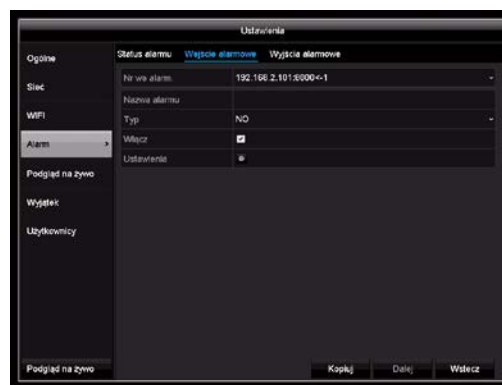 Ustawienia
Ogólne
Sieć
WIFI
Alarm
Podgląd na żywo
Wyjątek
Użytkownicy
Podgląd na żywo
Status alarmu Wejście alarmowe Wyjścia alarmowe
Nr we alarm. 192.168.2.101:8000<-1
Nazwa alarmu
Typ NO
Włącz
Ustawienia
Kopiuj Dalej Wstecz